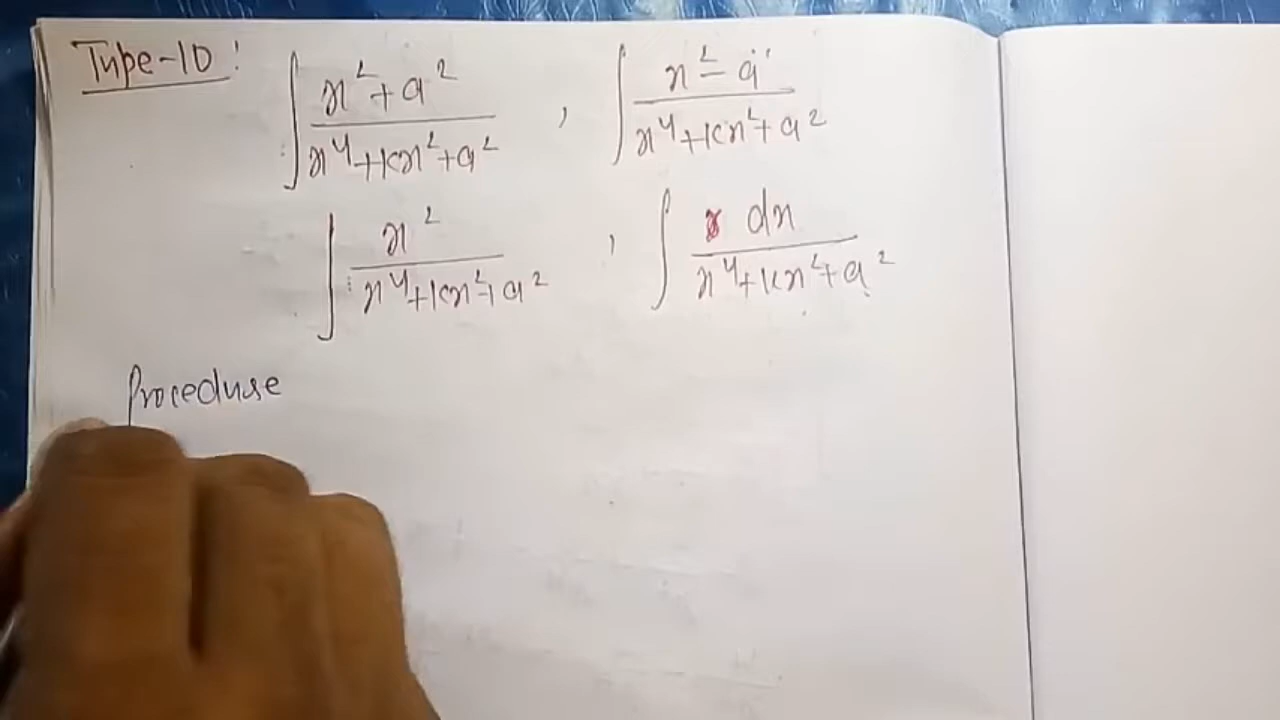 Type-10:
∫ x²+a² / x⁴+kx²+a² , ∫ x²-a² / x⁴+kx²+a²
∫ x² / x⁴+kx²+a² , ∫ dx / x⁴+kx²+a²
Procedure